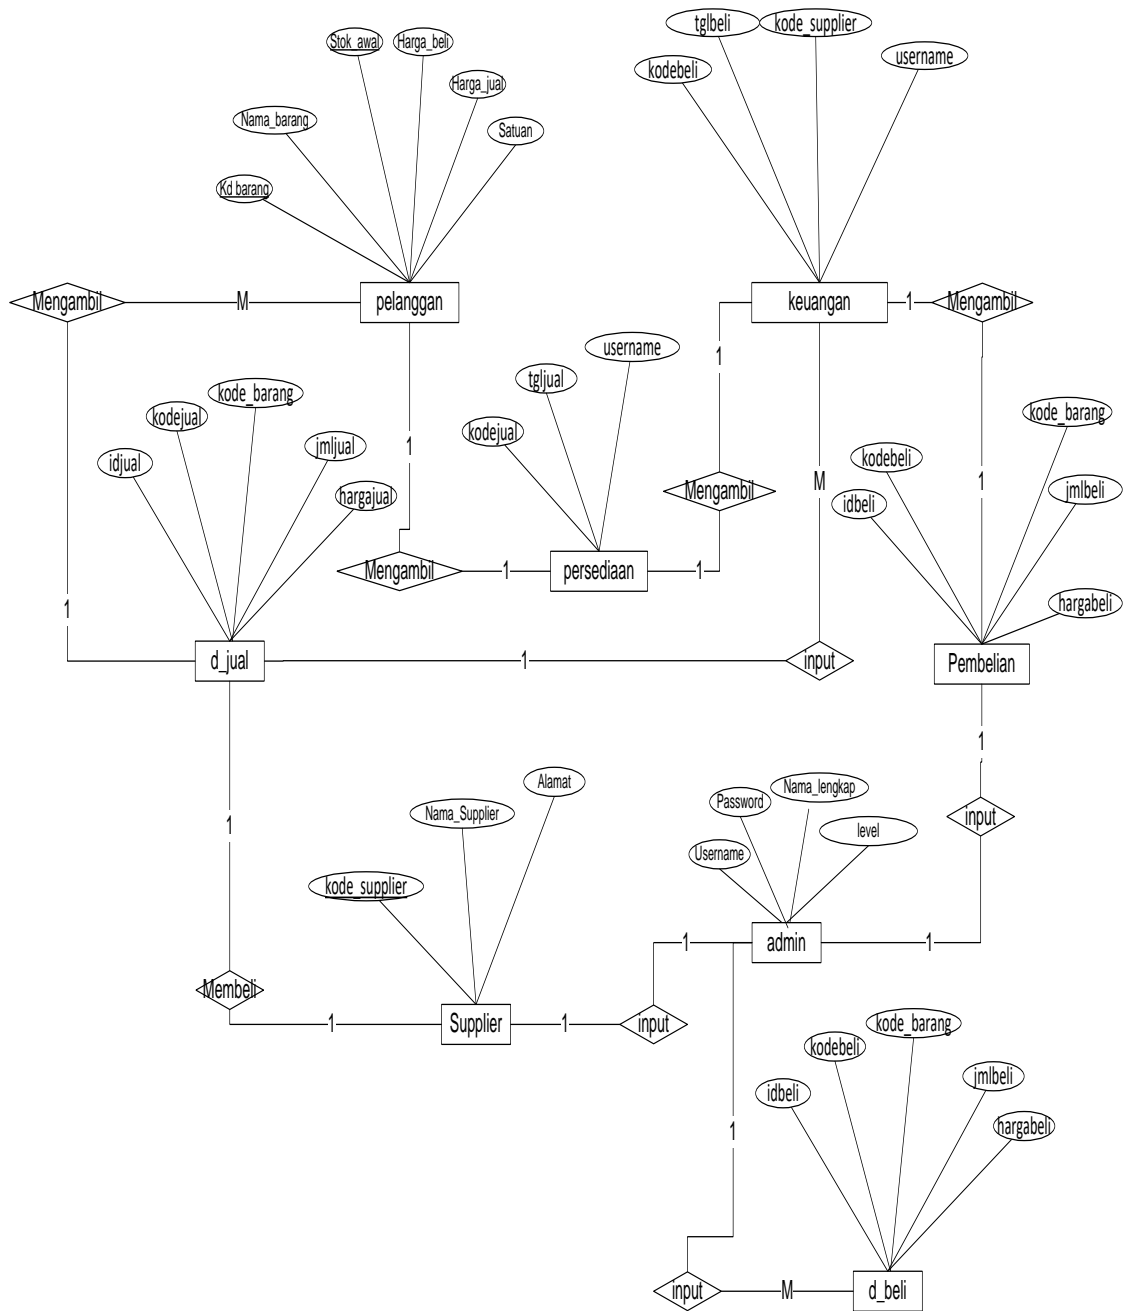 tglbeli
kode_supplier
Stok_awal
Harga_beli
username
kodebeli
Harga_jual
Nama_barang
Satuan
Kd barang
Mengambil
M
pelanggan
keuangan
1
Mengambil
username
1
tgljual
kode_barang
kodejual
kode_barang
kodejual
1
jmljual
idjual
kodebeli
M
1
Mengambil
jmlbeli
hargajual
idbeli
Mengambil
1
persediaan
1
1
hargabeli
d_jual
1
input
Pembelian
1
Alamat
Nama_lengkap
Password
Nama_Supplier
input
1
level
Username
kode_supplier
1
admin
1
Membeli
1
Supplier
1
input
kode_barang
kodebeli
jmlbeli
idbeli
hargabeli
1
input
M
d_beli